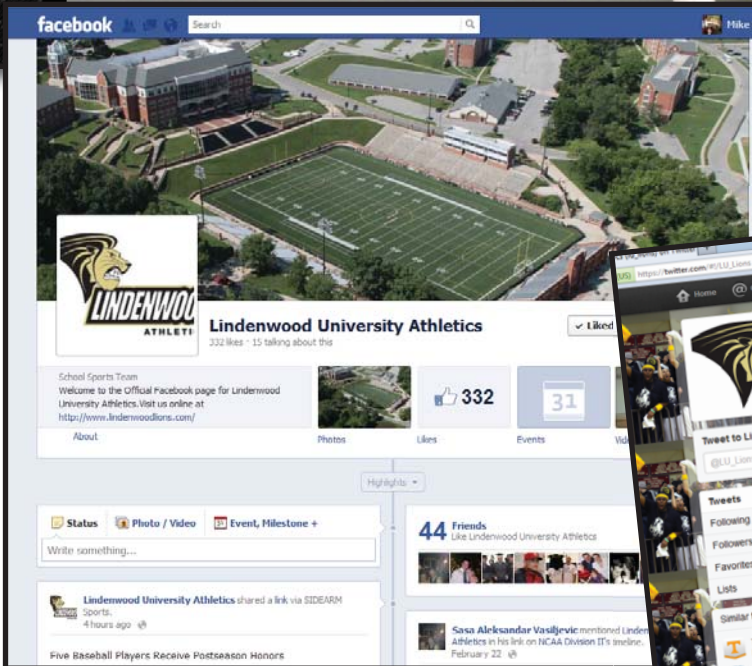 facebook
Search
Mike
LINDENWOO
ATHLETI
Lindenwood University Athletics
332 likes · 15 talking about this
✓ Liked
School Sports Team
Welcome to the Official Facebook page for Lindenwood
University Athletics.Visit us online at
http://www.lindenwoodlions.com/
About
Photos
332
Likes
31
Events
Vid
Highlights
Status
Photo / Video
Event, Milestone +
Write something...
Lindenwood University Athletics shared a link via SIDEARM
Sports.
4 hours ago
Five Baseball Players Receive Postseason Honors
44 Friends
Like Lindenwood University Athletics
Sasa Aleksandar Vasiljevic mentioned Linden
Athletics in his link on NCAA Division II's timeline.
February 22
https://twitter.com/#!/LU_Lions
Home
@
Tweet to Li
@LU_Lion
Tweets
Following
Followers
Favorites
Lists
Similar